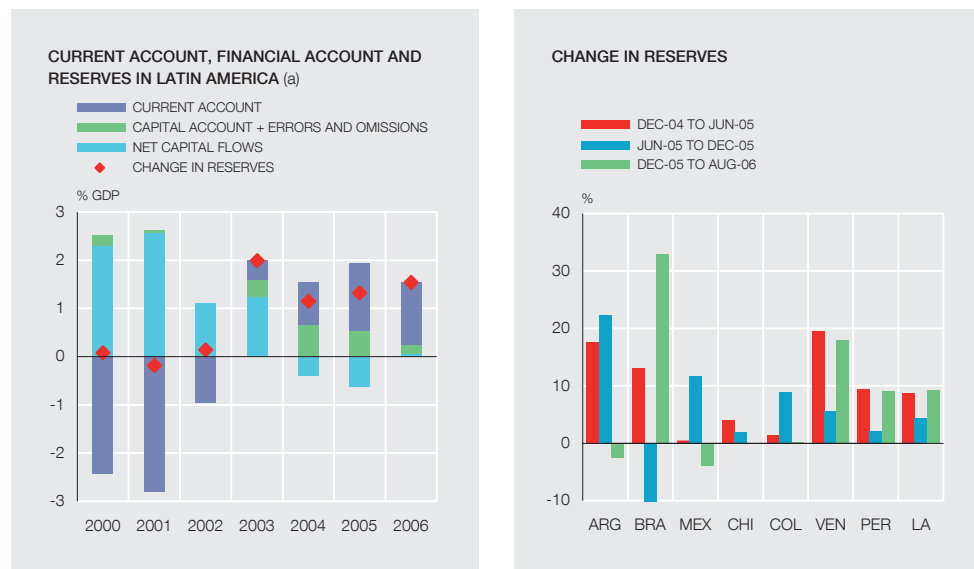 CURRENT ACCOUNT, FINANCIAL ACCOUNT AND
RESERVES IN LATIN AMERICA (a)
CURRENT ACCOUNT
CAPITAL ACCOUNT + ERRORS AND OMISSIONS
NET CAPITAL FLOWS
CHANGE IN RESERVES
% GDP
3
2
1
0
-1
-2
-3
2000 2001 2002 2003 2004 2005 2006
CHANGE IN RESERVES
DEC-04 TO JUN-05
JUN-05 TO DEC-05
DEC-05 TO AUG-06
%
40
30
20
10
0
-10
ARG BRA MEX CHI COL VEN PER LA